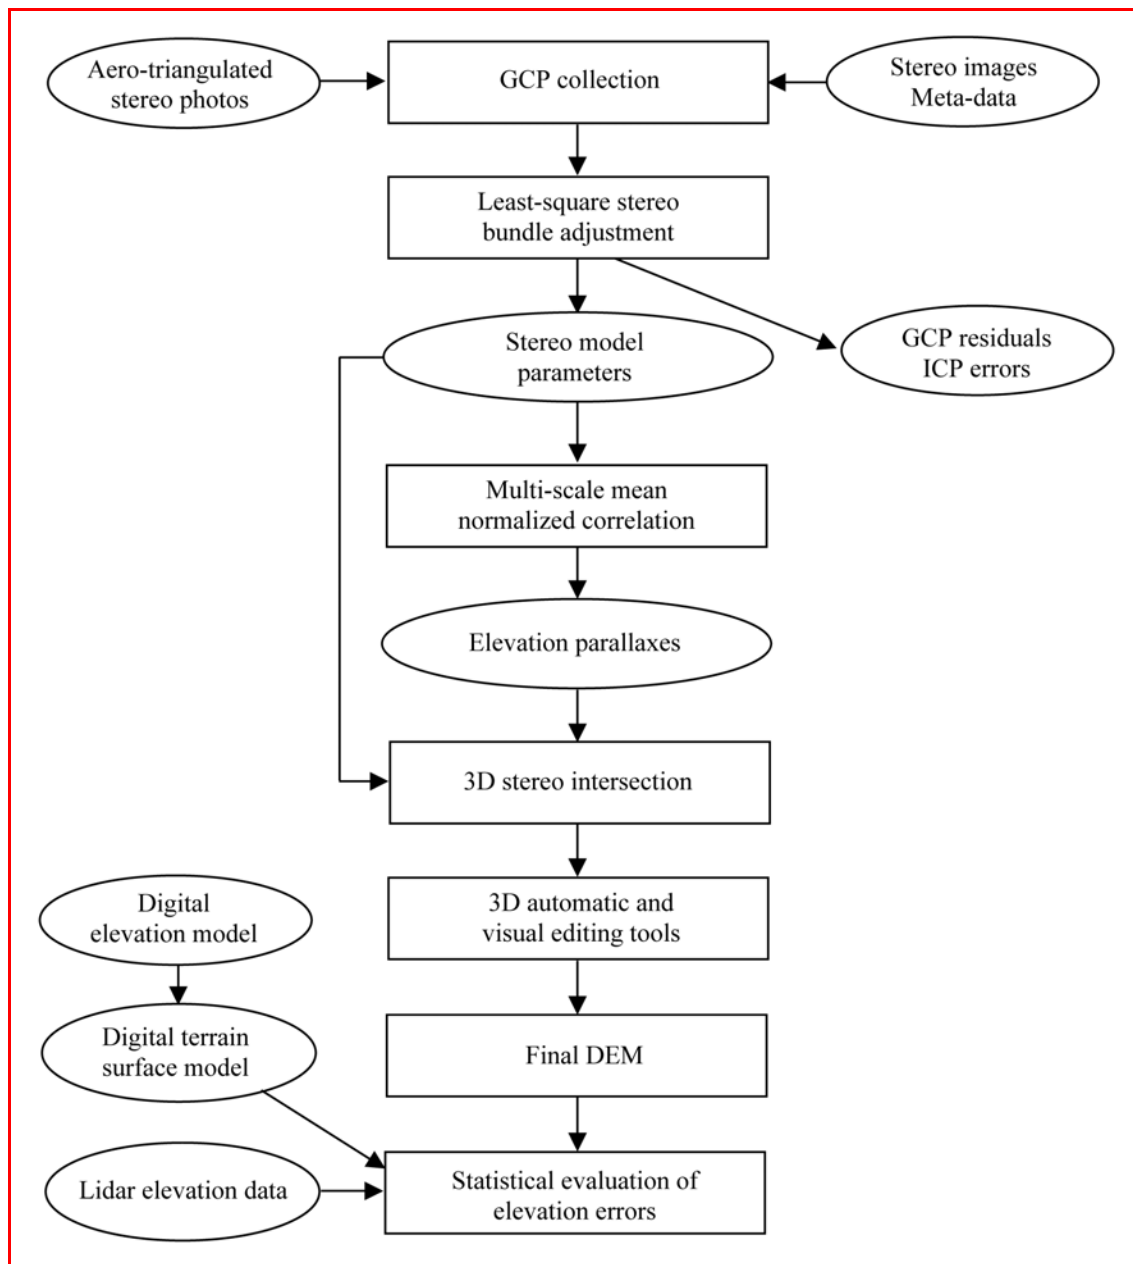 Aero-triangulated
stereo photos
GCP collection
Stereo images
Meta-data
Least-square stereo
bundle adjustment
Stereo model
parameters
GCP residuals
ICP errors
Multi-scale mean
normalized correlation
Elevation parallaxes
3D stereo intersection
3D automatic and
visual editing tools
Digital
elevation model
Digital terrain
surface model
Final DEM
Lidar elevation data
Statistical evaluation of
elevation errors